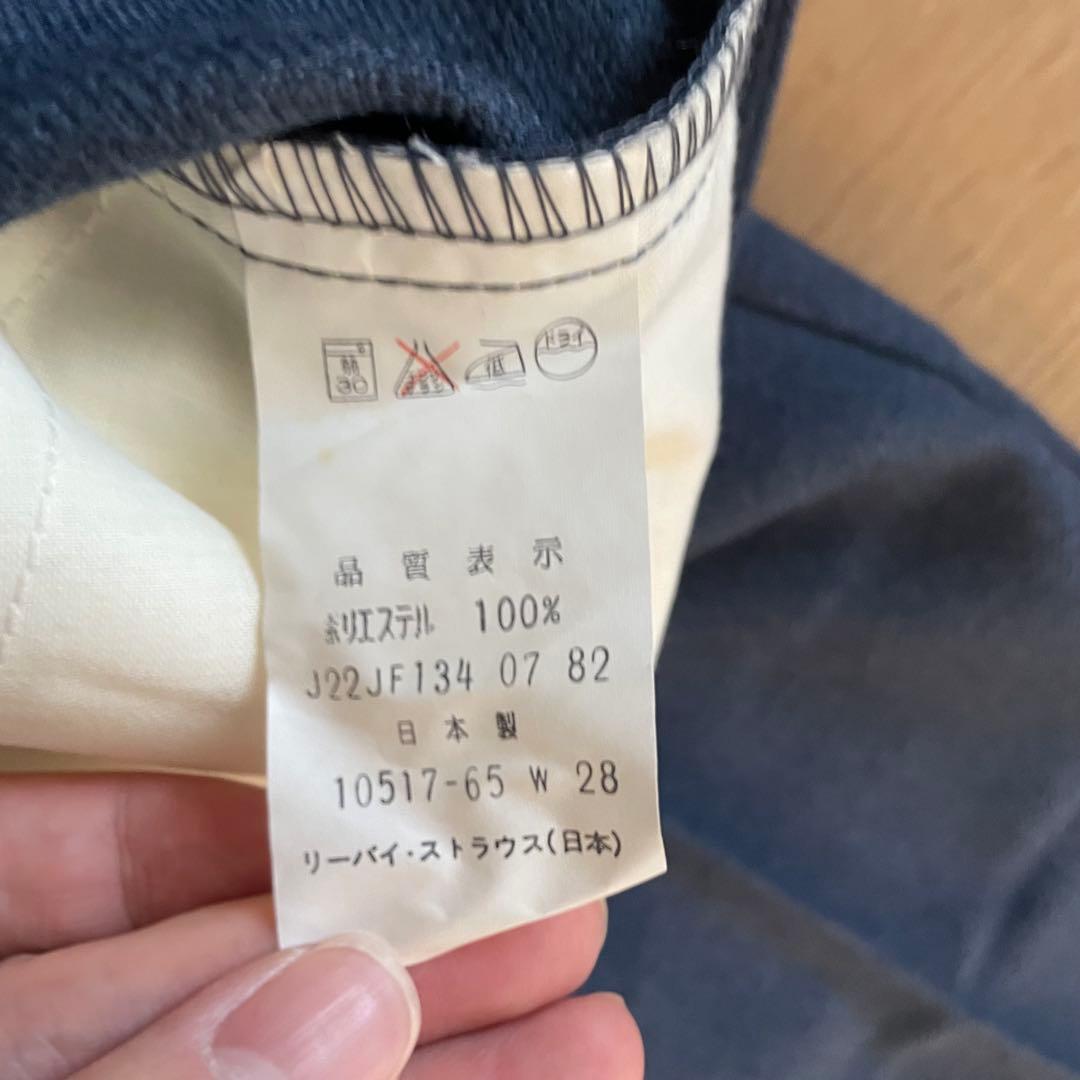 弱 30
低
ドライ
品質表示
ポリエステル 100%
J22JF134 07 82
日本製
10517-65 W 28
リーバイ・ストラウス(日本)